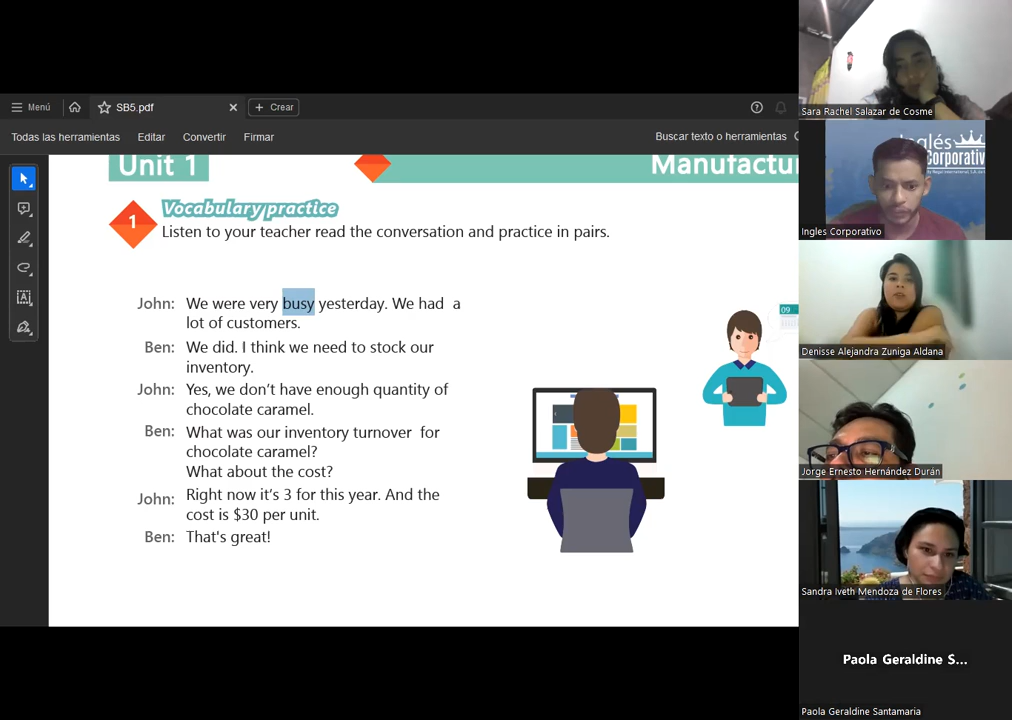 Menú
SB5.pdf
Crear
Todas las herramientas
Editar
Convertir
Firmar
Buscar texto o herramientas
Unit 1
Manufactu
1
Vocabulary practice
Listen to your teacher read the conversation and practice in pairs.
John: We were very busy yesterday. We had a
lot of customers.
Ben: We did. I think we need to stock our
inventory.
John: Yes, we don't have enough quantity of
chocolate caramel.
Ben: What was our inventory turnover for
chocolate caramel?
What about the cost?
John: Right now it's 3 for this year. And the
cost is $30 per unit.
Ben: That's great!
09
Sara Rachel Salazar de Cosme
Inglés
Corporativ
Ingles Corporativo
Denisse Alejandra Zuniga Aldana
Jorge Ernesto Hernández Durán
Sandra Iveth Mendoza de Flores
Paola Geraldine S...
Paola Geraldine Santamaria